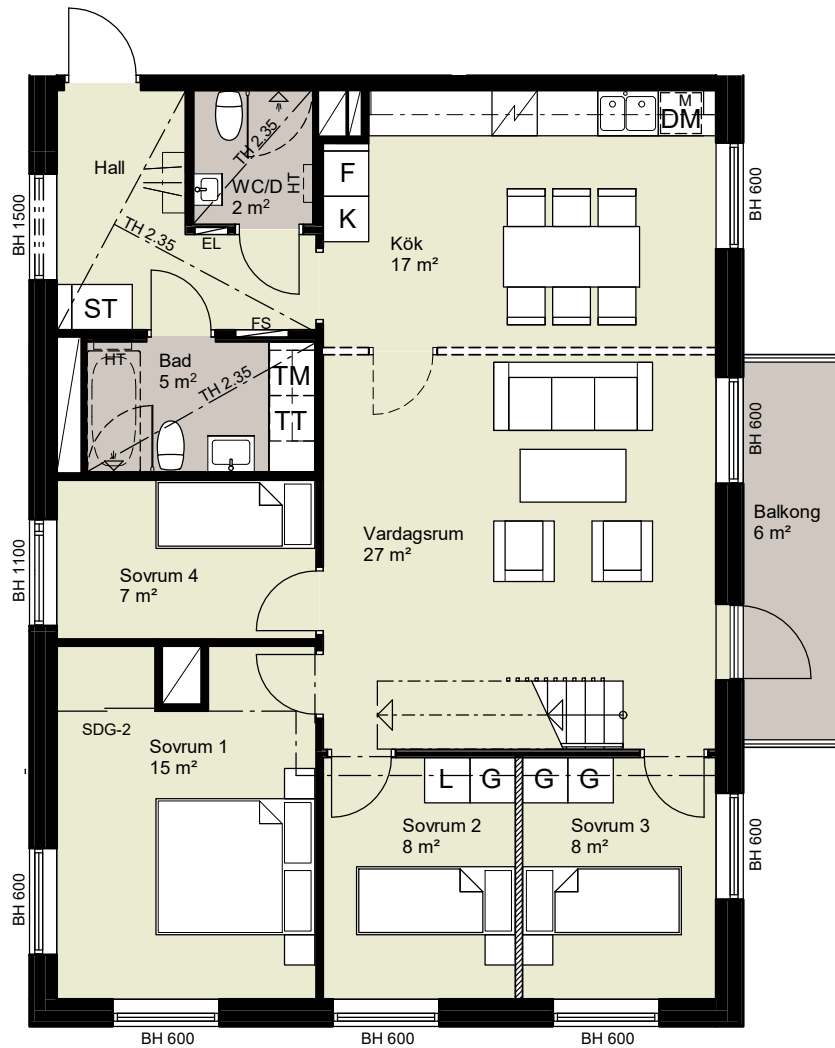 M
DM
TH 2.35
Hall
WC/D
2 m²
HT
F
K
BH 600
BH 1500
TH 2.35
EL
Kök
17 m²
ST
FS
HT
Bad
5 m²
TH 2.35
TM
TT
BH 600
Balkong
6 m²
Vardagsrum
27 m²
BH 1100
Sovrum 4
7 m²
SDG-2
Sovrum 1
15 m²
L G G G
Sovrum 2
8 m²
Sovrum 3
8 m²
BH 600
BH 600
BH 600
BH 600
BH 600